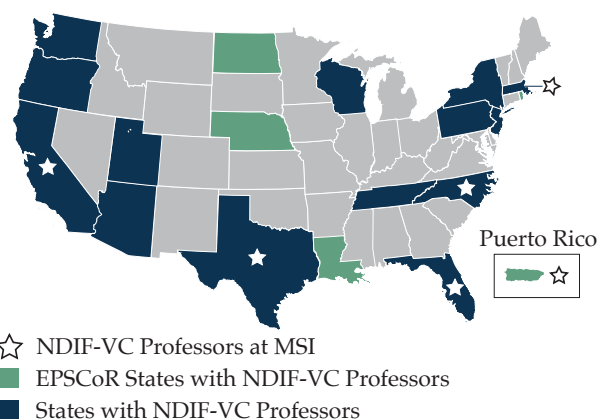 Puerto Rico
NDIF-VC Professors at MSI
EPSCoR States with NDIF-VC Professors
States with NDIF-VC Professors